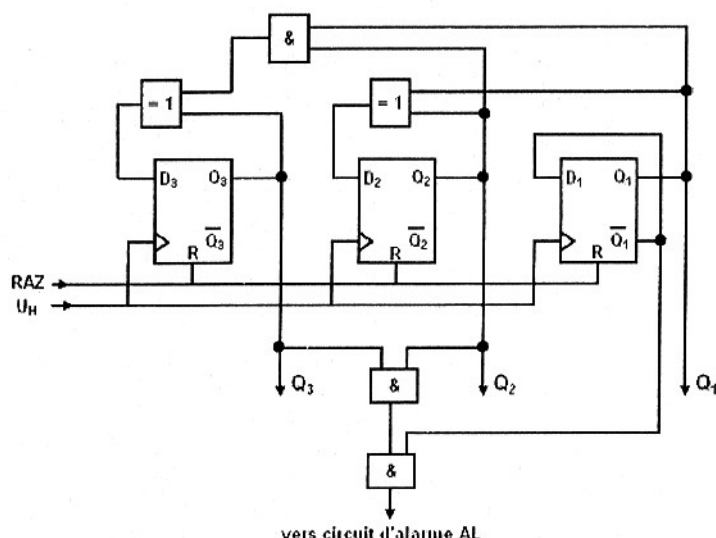 &
= 1
= 1
D₃ Q₃
Q̅₃
R
D₂ Q₂
Q̅₂
R
D₁ Q₁
Q̅₁
R
RAZ
U_H
Q₃
&
Q₂
Q₁
&
vers circuit d'alarme AL